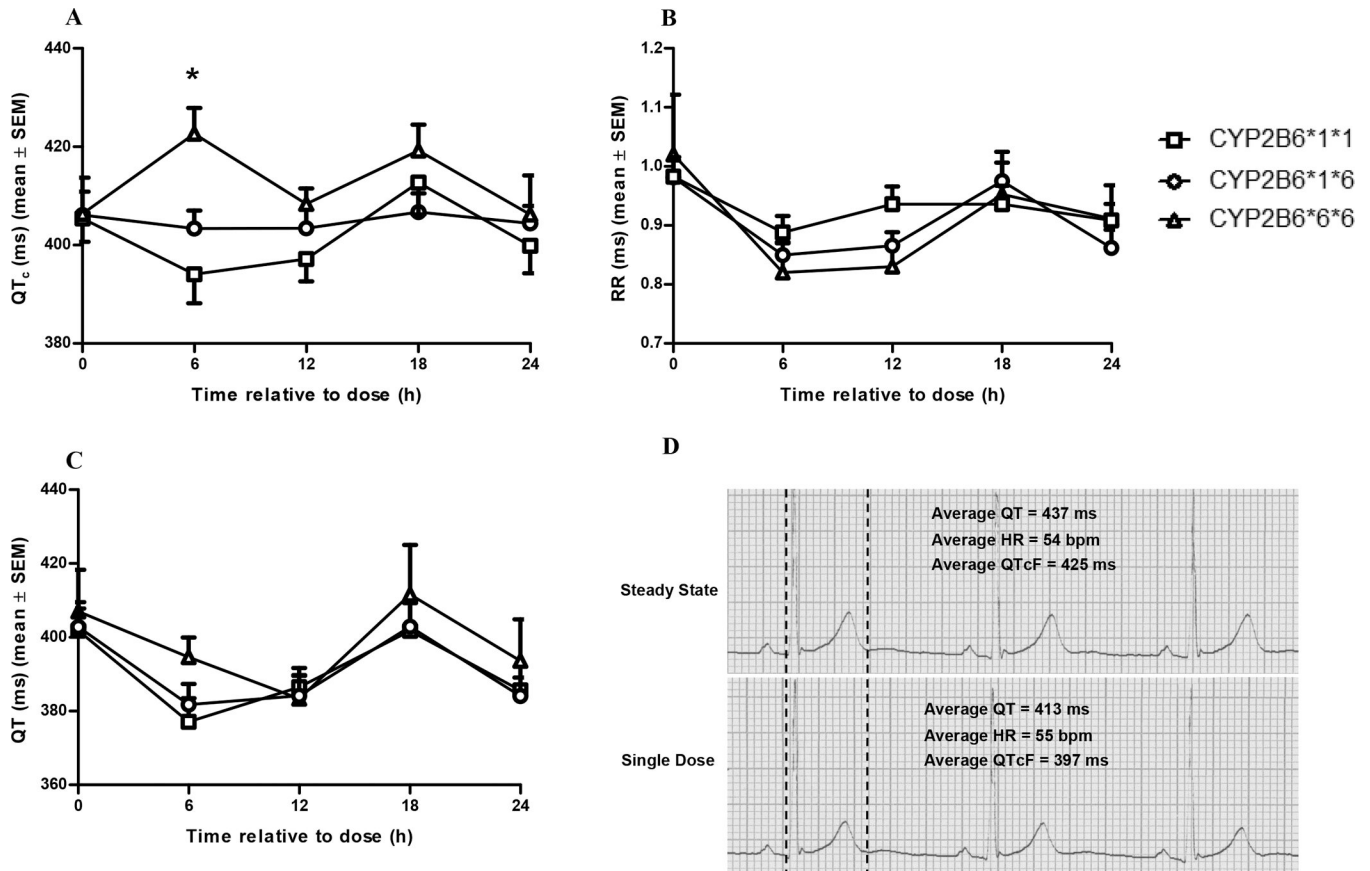 A
QTc (ms) (mean ± SEM)
440
420
400
380
*
0 6 12 18 24
Time relative to dose (h)
B
RR (ms) (mean ± SEM)
1.2
1.1
1.0
0.9
0.8
0.7
0 6 12 18 24
Time relative to dose (h)
CYP2B6*1*1
CYP2B6*1*6
CYP2B6*6*6
C
QT (ms) (mean ± SEM)
440
420
400
380
360
0 6 12 18 24
Time relative to dose (h)
D
Steady State
Average QT = 437 ms
Average HR = 54 bpm
Average QTcF = 425 ms
Single Dose
Average QT = 413 ms
Average HR = 55 bpm
Average QTcF = 397 ms